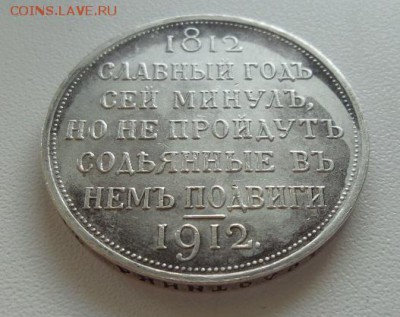 COINS.LAVE.RU
1812
СЛАВНЫЙ ГОДЪ
СЕЙ МИНУЛЪ,
НО НЕ ПРОЙДУТЪ
СОДѢЯННЫЕ ВЪ
НЕМЪ ПОДВИГИ
1912.